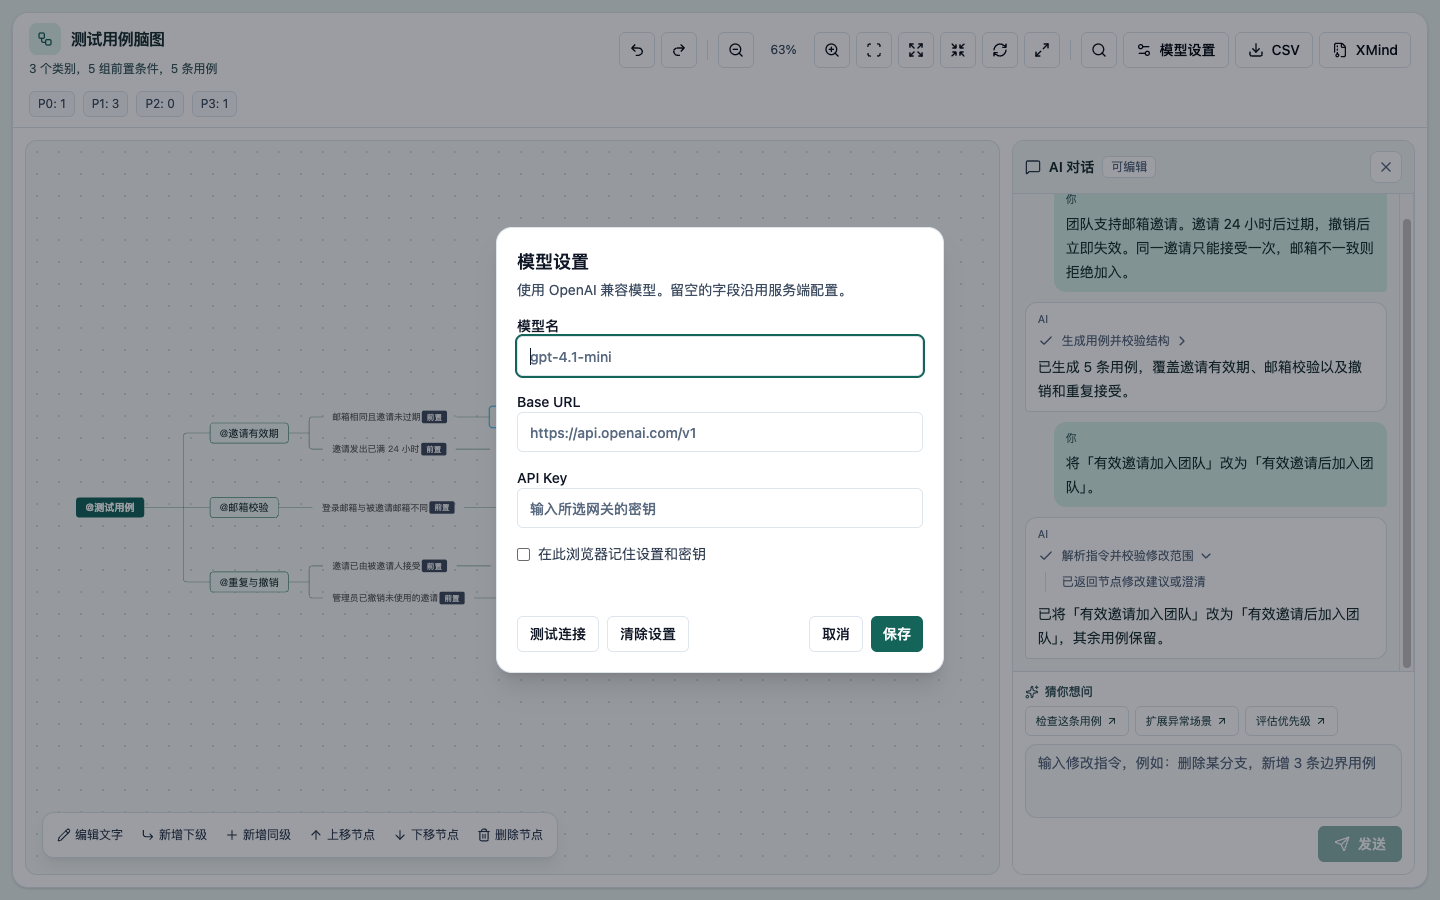 测试用例脑图
3 个类别，5 组前置条件，5 条用例
P0: 1
P1: 3
P2: 0
P3: 1
63%
模型设置
CSV
XMind
@测试用例
@邀请有效期
邮箱相同且邀请未过期 前置
邀请发出已满 24 小时 前置
@邮箱校验
登录邮箱与被邀请邮箱不同 前置
@重复与撤销
邀请已由被邀请人接受 前置
管理员已撤销未使用的邀请 前置
编辑文字
新增下级
新增同级
上移节点
下移节点
删除节点
模型设置
使用 OpenAI 兼容模型。留空的字段沿用服务端配置。
模型名
gpt-4.1-mini
Base URL
https://api.openai.com/v1
API Key
输入所选网关的密钥
在此浏览器记住设置和密钥
测试连接
清除设置
取消
保存
AI 对话
可编辑
你
团队支持邮箱邀请。邀请 24 小时后过期，撤销后
立即失效。同一邀请只能接受一次，邮箱不一致则
拒绝加入。
AI
生成用例并校验结构
已生成 5 条用例，覆盖邀请有效期、邮箱校验以及撤
销和重复接受。
你
将「有效邀请加入团队」改为「有效邀请后加入团
队」。
AI
解析指令并校验修改范围
已返回节点修改建议或澄清
已将「有效邀请加入团队」改为「有效邀请后加入团
队」，其余用例保留。
猜你想问
检查这条用例
扩展异常场景
评估优先级
输入修改指令，例如：删除某分支，新增 3 条边界用例
发送